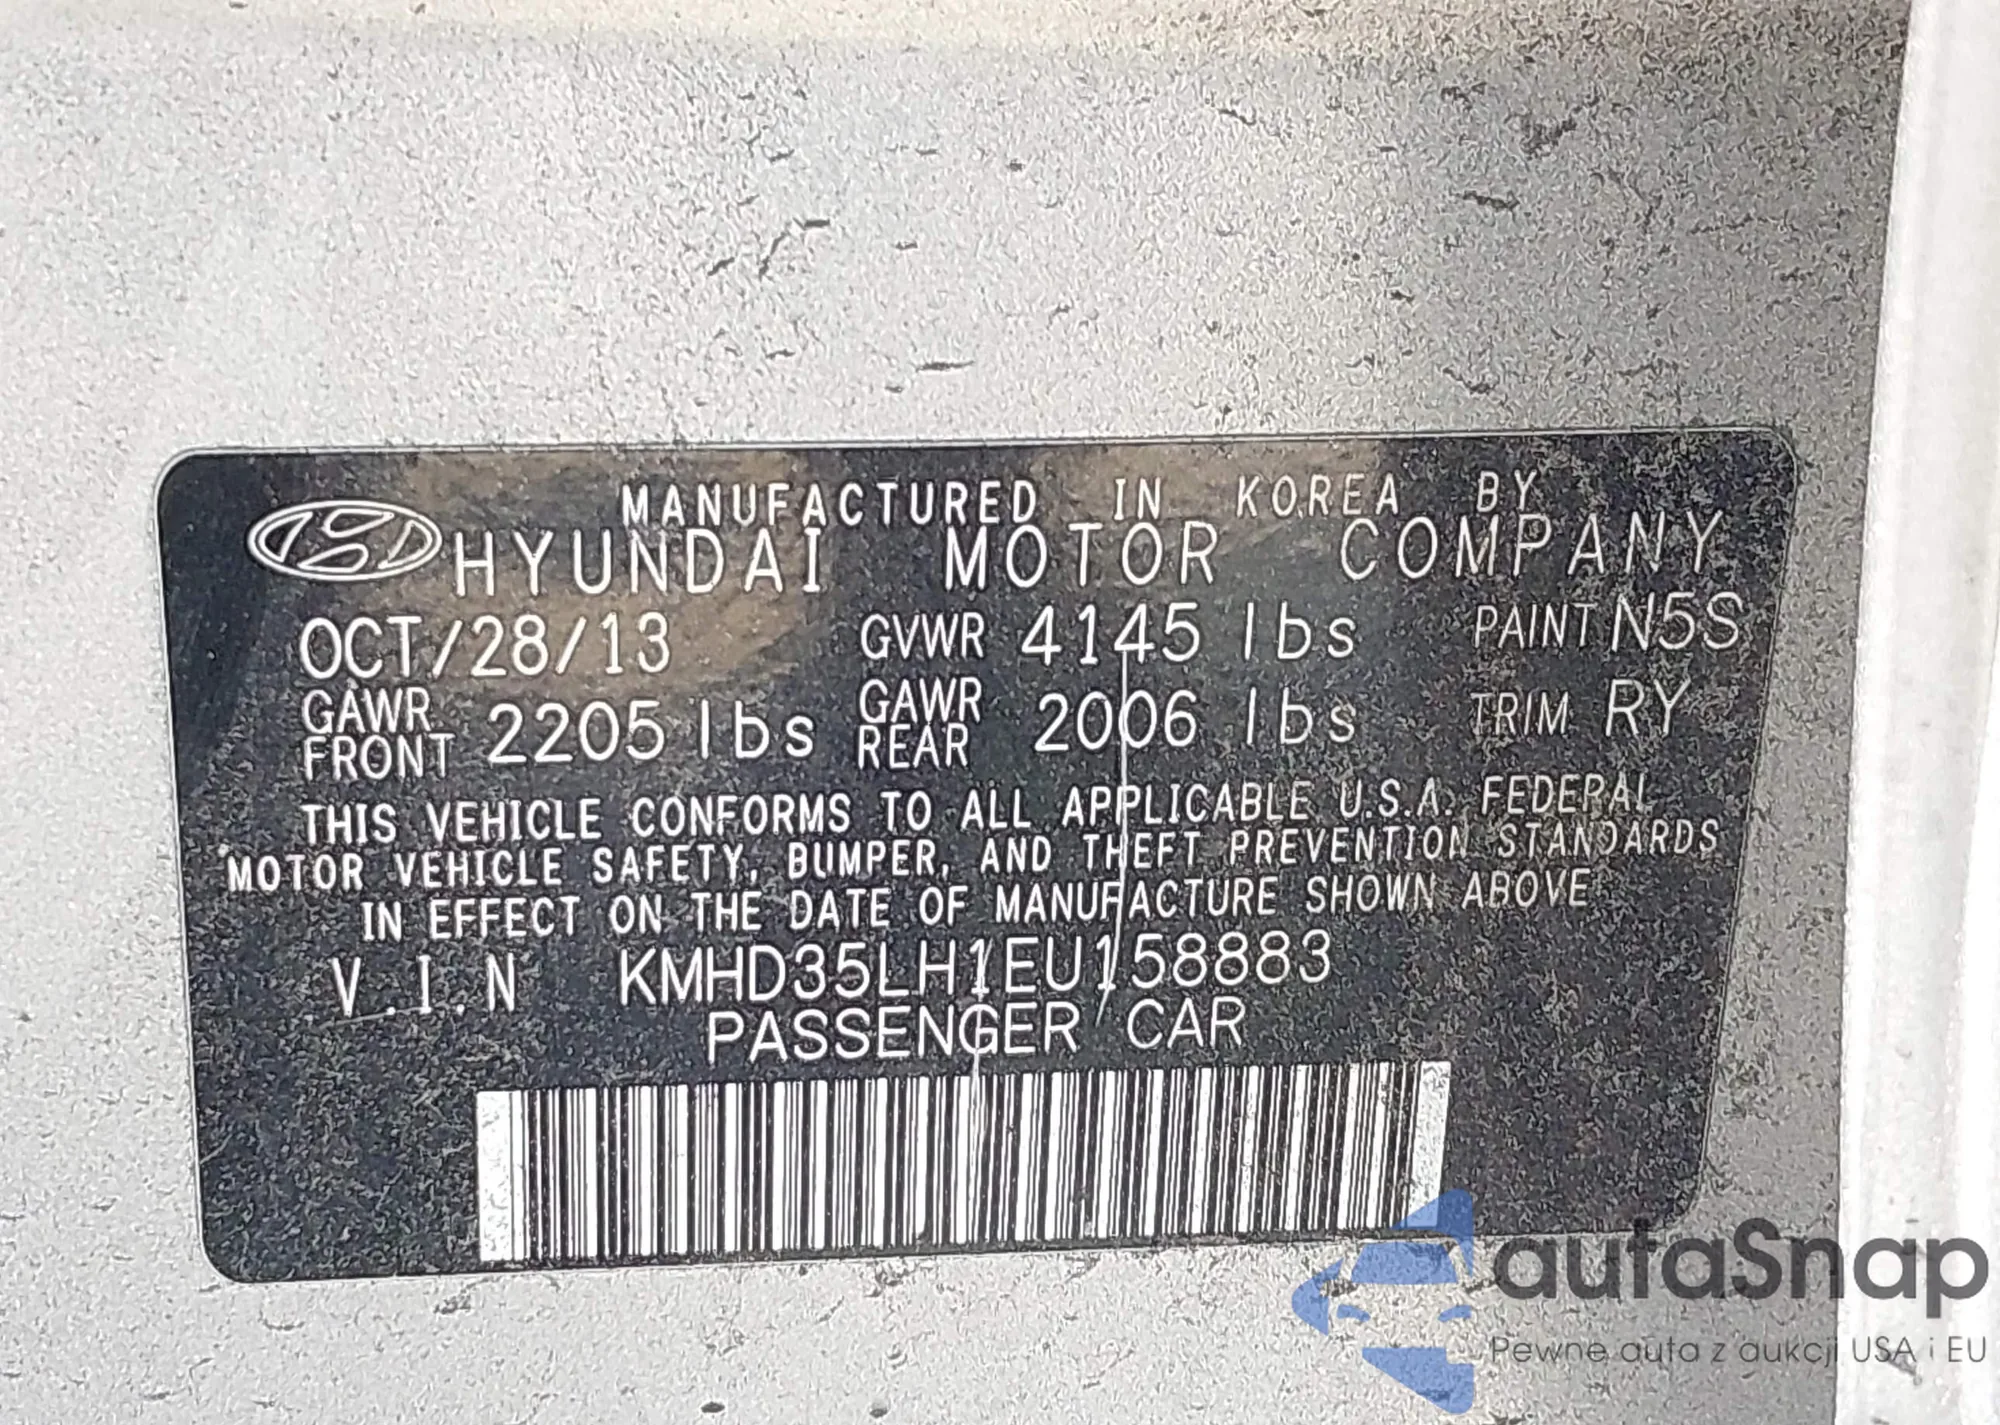 MANUFACTURED IN KOREA BY
HYUNDAI MOTOR COMPANY
OCT/28/13 GVWR 4145 lbs PAINT N5S
GAWR FRONT 2205 lbs GAWR REAR 2006 lbs TRIM RY
THIS VEHICLE CONFORMS TO ALL APPLICABLE U.S.A. FEDERAL
MOTOR VEHICLE SAFETY, BUMPER, AND THEFT PREVENTION STANDARDS
IN EFFECT ON THE DATE OF MANUFACTURE SHOWN ABOVE
V.I.N KMHD35LH1EU158883
PASSENGER CAR
autaSnap
Pewne auta z aukcji USA i EU